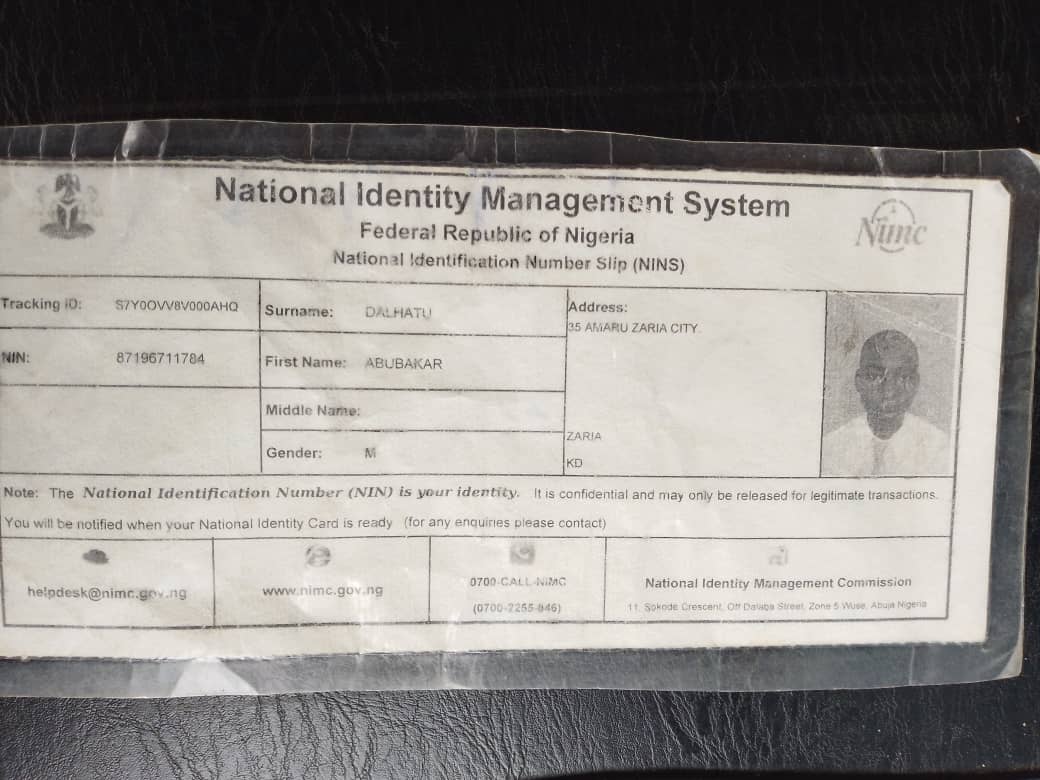 National Identity Management System
Federal Republic of Nigeria
National Identification Number Slip (NINS)
Nimc
Tracking ID: S7Y0OVV8V000AHQ
Surname: DALHATU
Address:
35 AMARU ZARIA CITY
NIN: 87196711784
First Name: ABUBAKAR
Middle Name:
ZARIA
Gender: M
KD
Note: The National Identification Number (NIN) is your identity. It is confidential and may only be released for legitimate transactions.
You will be notified when your National Identity Card is ready (for any enquiries please contact)
helpdesk@nimc.gov.ng
www.nimc.gov.ng
0700-CALL-NIMC
(0700-2255-646)
National Identity Management Commission
11, Sokode Crescent, Off Dalaba Street, Zone 5 Wuse, Abuja Nigeria